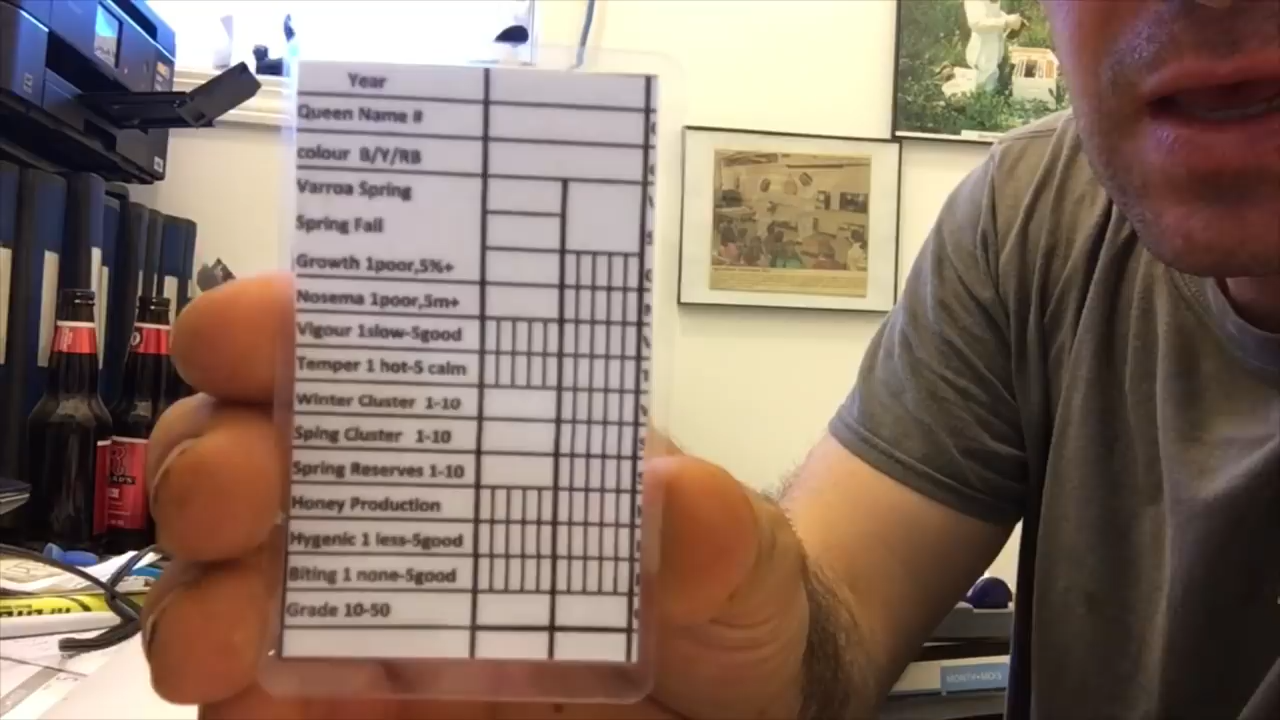 Year
Queen Name #
colour B/Y/RB
Varroa Spring
Spring Fall
Growth 1poor,5%+
Nosema 1poor,5m+
Vigour 1slow-5good
Temper 1 hot-5 calm
Winter Cluster 1-10
Sping Cluster 1-10
Spring Reserves 1-10
Honey Production
Hygenic 1 less-5good
Biting 1 none-5good
Grade 10-50